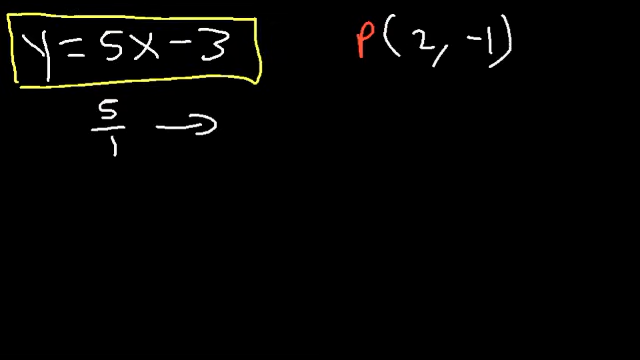 y = 5x - 3
P(2, -1)
5/1 →